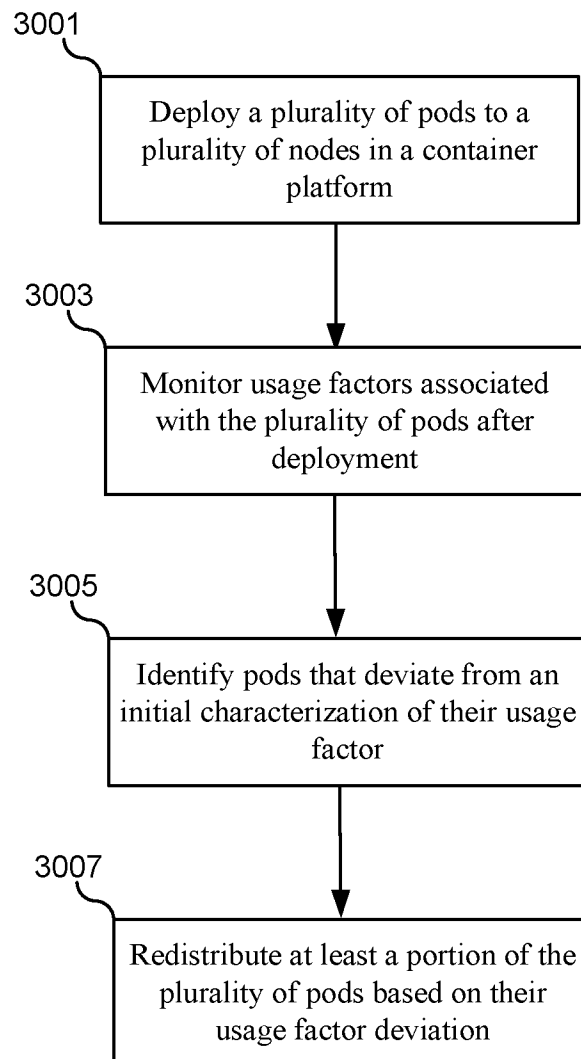 3001
Deploy a plurality of pods to a
plurality of nodes in a container
platform
3003
Monitor usage factors associated
with the plurality of pods after
deployment
3005
Identify pods that deviate from an
initial characterization of their usage
factor
3007
Redistribute at least a portion of the
plurality of pods based on their
usage factor deviation